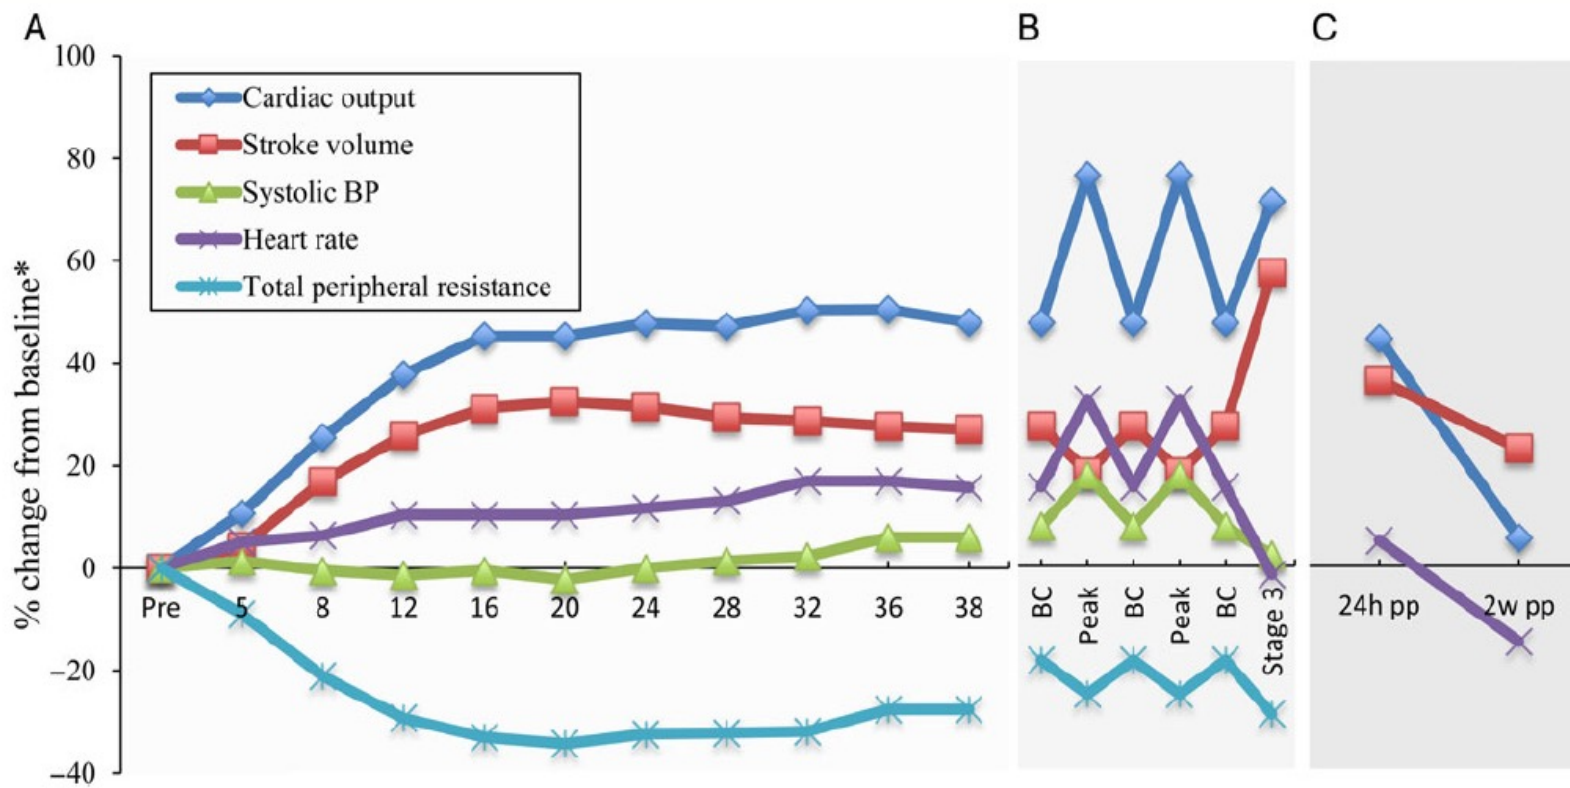 A
B
C
% change from baseline*
100
80
60
40
20
0
–20
–40
Cardiac output
Stroke volume
Systolic BP
Heart rate
Total peripheral resistance
Pre 5 8 12 16 20 24 28 32 36 38
BC Peak BC Peak BC Stage 3
24h pp 2w pp